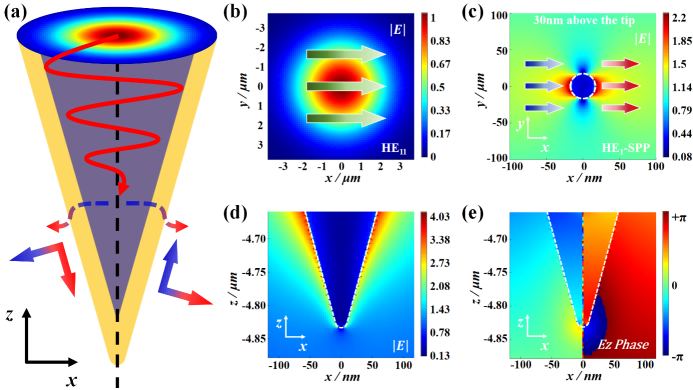 (a)
z
x
(b)
|E|
-3
-2
-1
0
1
2
3
y / μm
HE11
-3 -2 -1 0 1 2 3
x / μm
1
0.83
0.67
0.5
0.33
0.17
0
(c)
30nm above the tip
|E|
100
50
0
-50
-100
y / nm
y
x
HE1-SPP
-100 -50 0 50 100
x / nm
2.2
1.85
1.49
1.14
0.79
0.44
0.08
(d)
-4.70
-4.75
-4.80
-4.85
z / μm
z
x
|E|
-100 -50 0 50 100
x / nm
4.03
3.38
2.73
2.08
1.43
0.78
0.13
(e)
-4.70
-4.75
-4.80
-4.85
z / μm
z
x
Ez Phase
-100 -50 0 50 100
x / nm
+π
0
-π